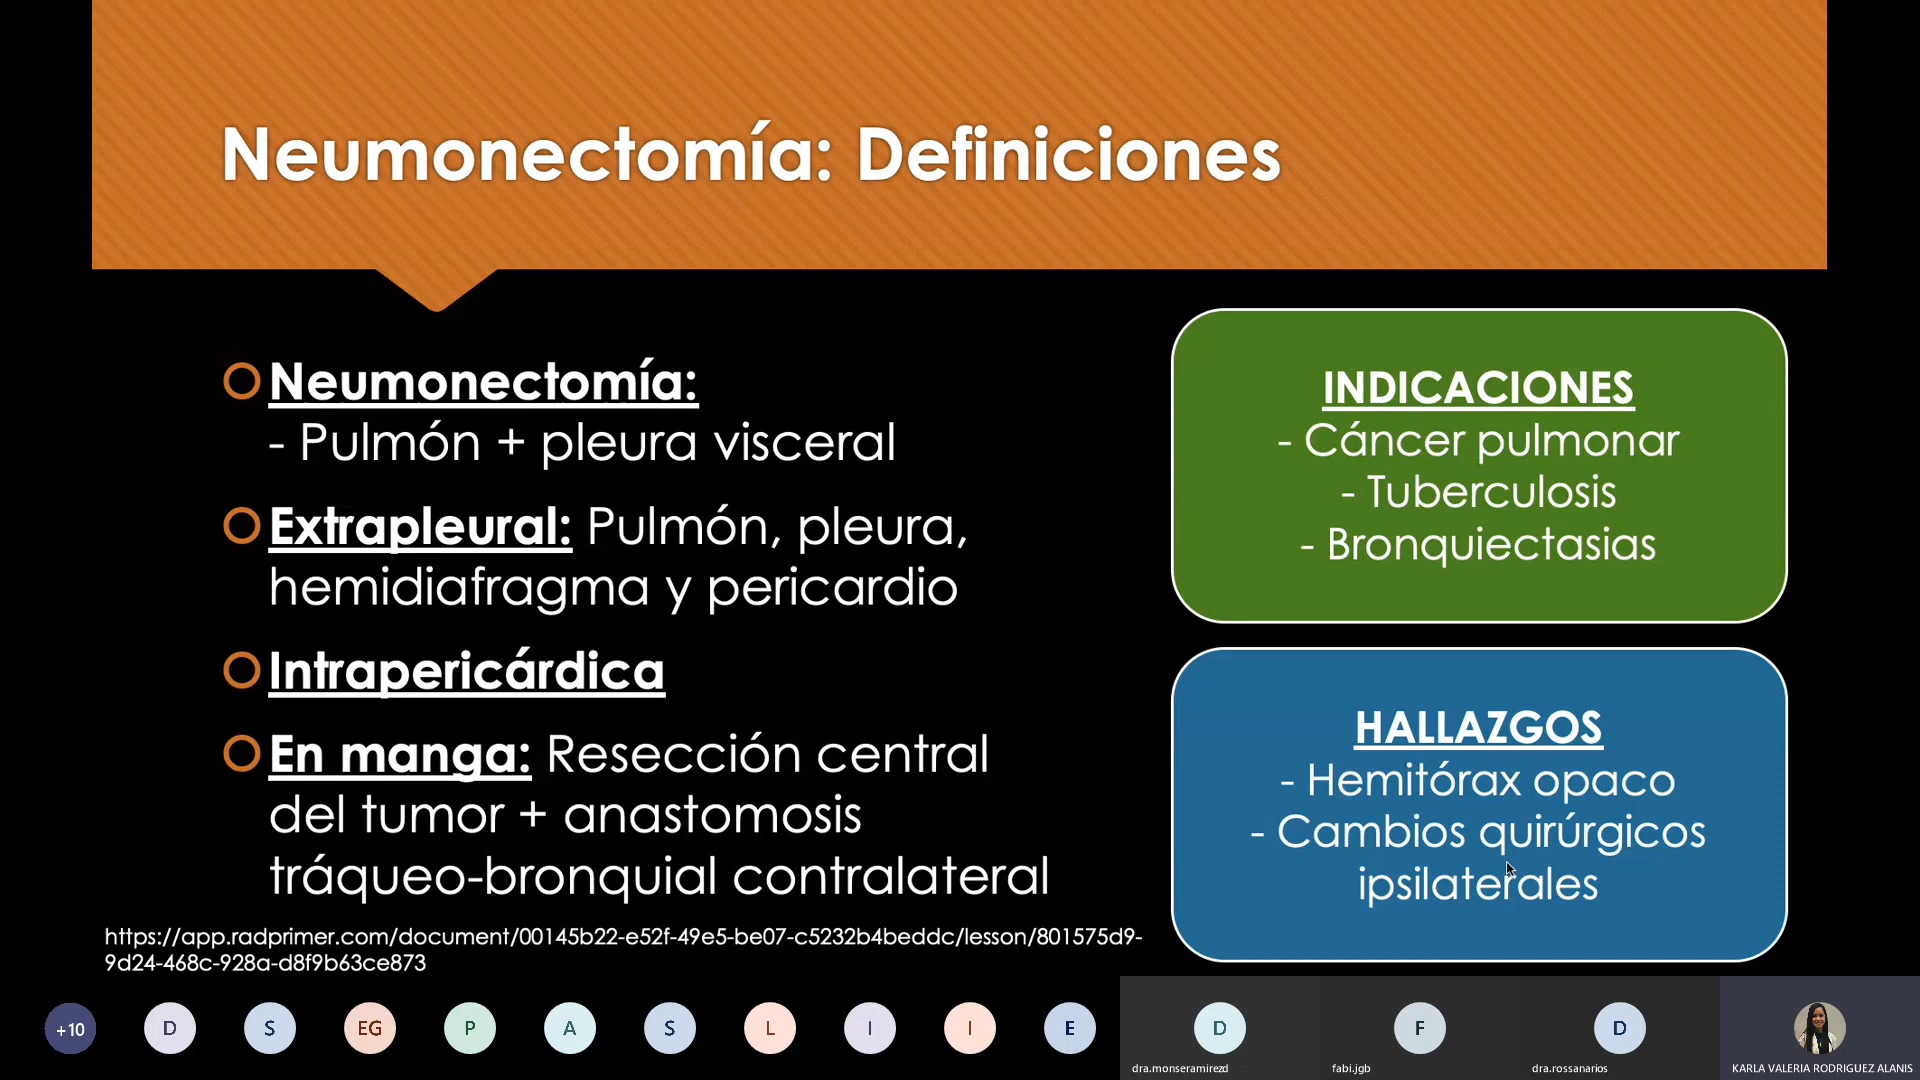 Neumonectomía: Definiciones
Neumonectomía:
- Pulmón + pleura visceral
Extrapleural: Pulmón, pleura,
hemidiafragma y pericardio
Intrapericárdica
En manga: Resección central
del tumor + anastomosis
tráqueo-bronquial contralateral
https://app.radprimer.com/document/00145b22-e52f-49e5-be07-c5232b4beddc/lesson/801575d9-
9d24-468c-928a-d8f9b63ce873
INDICACIONES
- Cáncer pulmonar
- Tuberculosis
- Bronquiectasias
HALLAZGOS
- Hemitórax opaco
- Cambios quirúrgicos
ipsilaterales
+10 D S EG P A S L I I E D F D
dra.monseramirezd fabi.jgb dra.rossanarios KARLA VALERIA RODRIGUEZ ALANIS